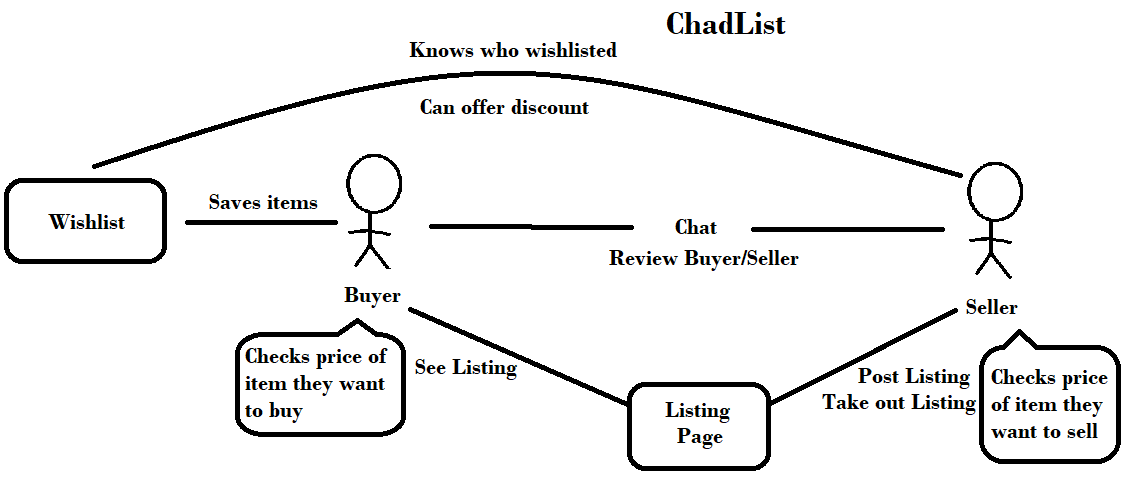 ChadList
Knows who wishlisted
Can offer discount
Wishlist
Saves items
Chat
Review Buyer/Seller
Buyer
Seller
Checks price of
item they want
to buy
See Listing
Listing
Page
Post Listing
Take out Listing
Checks price
of item they
want to sell